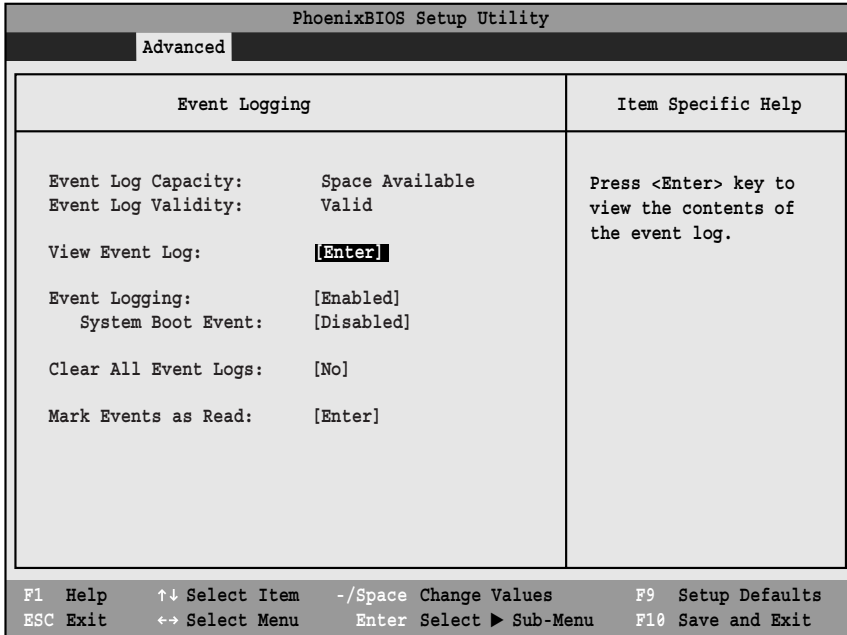 PhoenixBIOS Setup Utility
Advanced
Event Logging
Item Specific Help
Event Log Capacity: Space Available
Event Log Validity: Valid
View Event Log: [Enter]
Event Logging: [Enabled]
System Boot Event: [Disabled]
Clear All Event Logs: [No]
Mark Events as Read: [Enter]
Press <Enter> key to
view the contents of
the event log.
F1 Help ↑↓ Select Item -/Space Change Values F9 Setup Defaults
ESC Exit ←→ Select Menu Enter Select ▶ Sub-Menu F10 Save and Exit